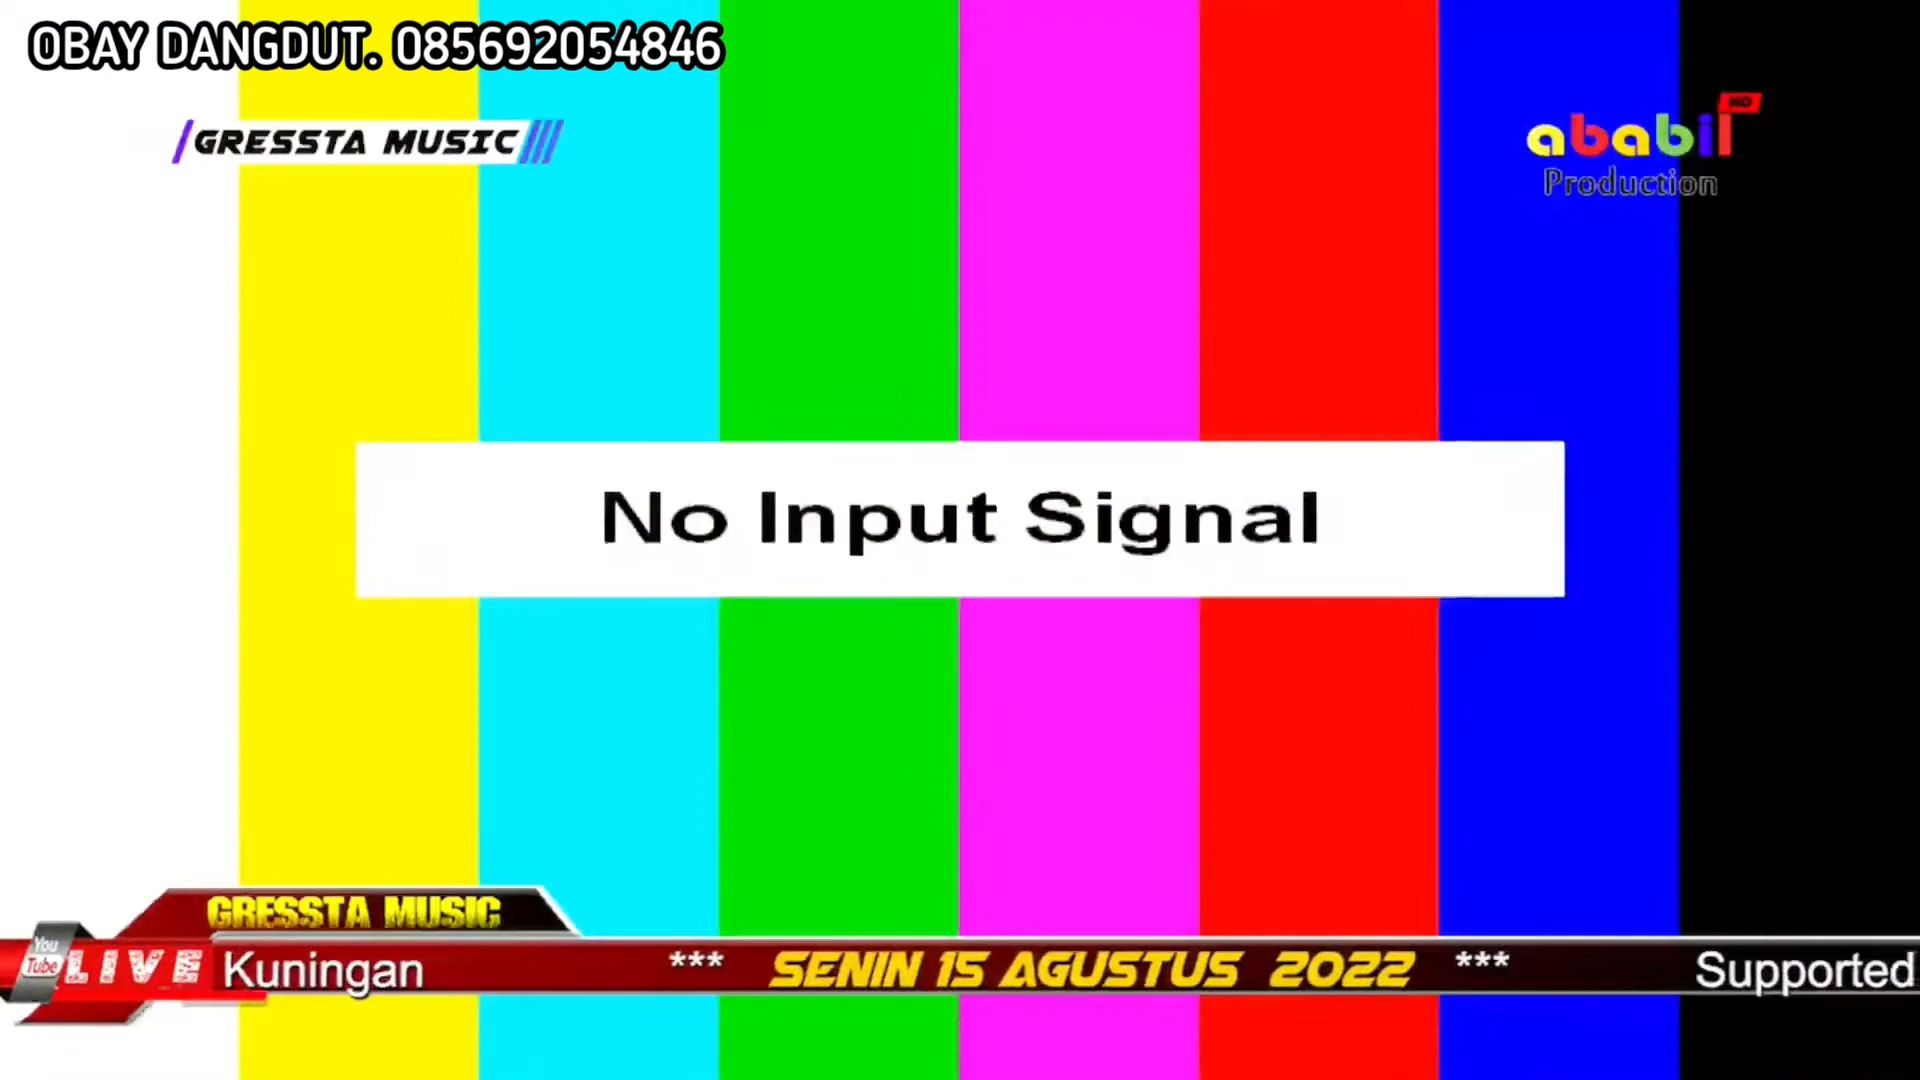 OBAY DANGDUT. 085692054846
GRESSTA MUSIC
HD
ababil
Production
No Input Signal
GRESSTA MUSIC
You
Tube
LIVE
Kuningan *** SENIN 15 AGUSTUS 2022 *** Supported